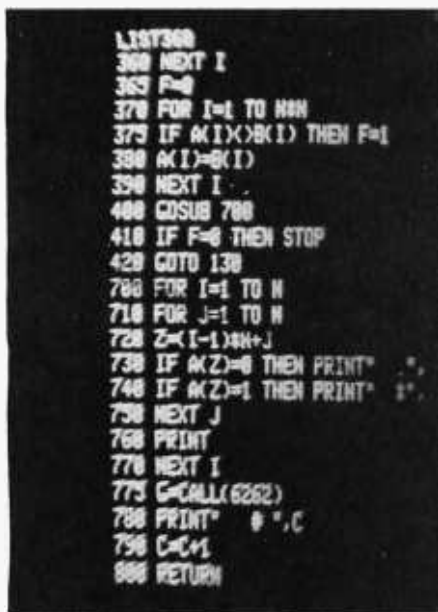 LIST360
360 NEXT I
365 F=0
370 FOR I=1 TO N*N
375 IF A(I)<>B(I) THEN F=1
380 A(I)=B(I)
390 NEXT I
400 GOSUB 700
410 IF F=0 THEN STOP
420 GOTO 130
700 FOR I=1 TO N
710 FOR J=1 TO N
720 Z=(I-1)*N+J
730 IF A(Z)=0 THEN PRINT" .",
740 IF A(Z)=1 THEN PRINT" *",
750 NEXT J
760 PRINT
770 NEXT I
775 G=CALL(6262)
780 PRINT" # ",C
790 C=C+1
800 RETURN